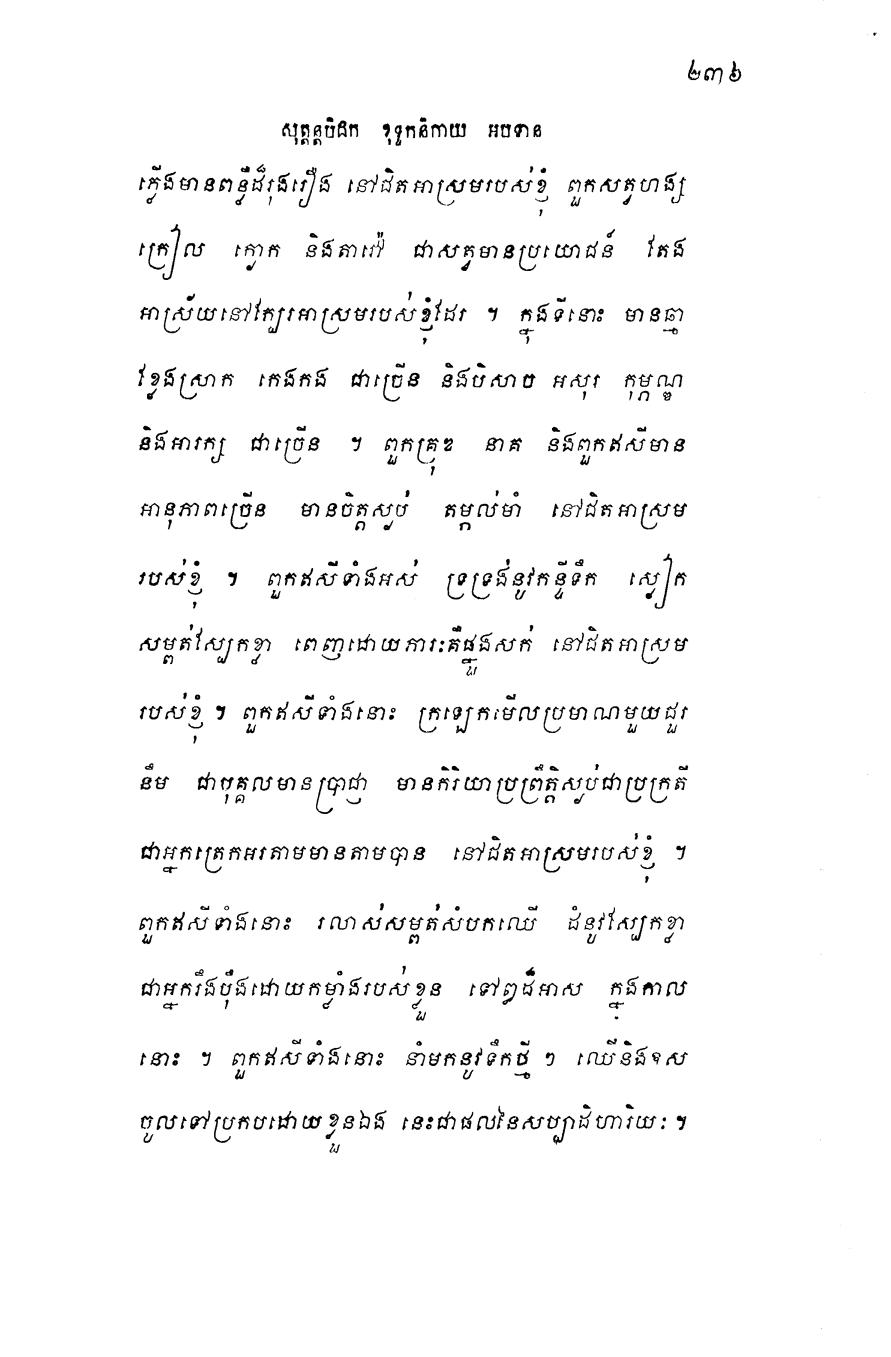 ២៣៦
សុត្តន្តបិដក ខុទ្ទកនិកាយ អបទាន
ភ្លើងមានពន្លឺដ៏រុងរឿង នៅជិតអាស្រមរបស់ខ្ញុំ ពួកសត្វហង្ស
ក្រៀល ក្ងោក និងតាវៅ ជាសត្វមានប្រយោជន៍ តែង
អាស្រ័យនៅក្បែរអាស្រមរបស់ខ្ញុំដែរ ។ ក្នុងទីនោះ មានធ្មា
ខ្វែងស្រាក កេងកង ជាច្រើន និងបិសាច អសុរ កុម្ភណ្ឌ
និងអារក្ស ជាច្រើន ។ ពួកគ្រុឌ នាគ និងពួកឥសីមាន
អានុភាពច្រើន មានចិត្តស្ងប់ តម្កល់មាំ នៅជិតអាស្រម
របស់ខ្ញុំ ។ ពួកឥសីទាំងអស់ ទ្រទ្រង់នូវកន្ទីទឹក ស្លៀក
សម្ពត់ស្បែកខ្លា ពេញដោយភារៈគឺផ្នួងសក់ នៅជិតអាស្រម
របស់ខ្ញុំ ។ ពួកឥសីទាំងនោះ ក្រឡេកមើលប្រមាណមួយជួរ
នឹម ជាបុគ្គលមានប្រាជ្ញា មានកិរិយាប្រព្រឹត្តិស្ងប់ជាប្រក្រតី
ជាអ្នកត្រេកអរតាមមានតាមបាន នៅជិតអាស្រមរបស់ខ្ញុំ ។
ពួកឥសីទាំងនោះ រលាស់សម្ពត់សំបកឈើ ដំនូវស្បែកខ្លា
ជាអ្នករឹងប៉ឹងដោយកម្លាំងរបស់ខ្លួន ទៅឰដ៏អាស ក្នុងកាល
នោះ ។ ពួកឥសីទាំងនោះ នាំមកនូវទឹកថ្មី ៗ ឈើនិងឧស
ចូលទៅប្រកបដោយខ្លួនឯង នេះជាផលនៃសប្បាដិហារិយៈ ។